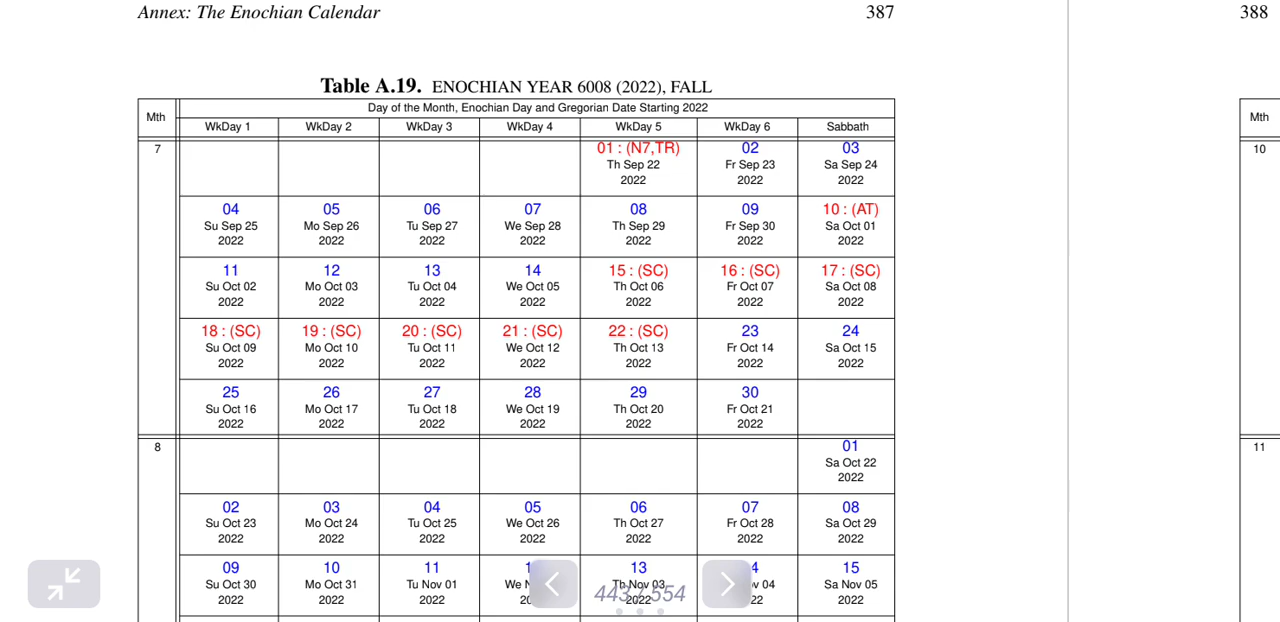 Annex: The Enochian Calendar 387 388
Table A.19. ENOCHIAN YEAR 6008 (2022), FALL
Mth Day of the Month, Enochian Day and Gregorian Date Starting 2022 Mth
WkDay 1 WkDay 2 WkDay 3 WkDay 4 WkDay 5 WkDay 6 Sabbath
7 01 : (N7,TR) 02 03 10
Th Sep 22 Fr Sep 23 Sa Sep 24
2022 2022 2022
04 05 06 07 08 09 10 : (AT)
Su Sep 25 Mo Sep 26 Tu Sep 27 We Sep 28 Th Sep 29 Fr Sep 30 Sa Oct 01
2022 2022 2022 2022 2022 2022 2022
11 12 13 14 15 : (SC) 16 : (SC) 17 : (SC)
Su Oct 02 Mo Oct 03 Tu Oct 04 We Oct 05 Th Oct 06 Fr Oct 07 Sa Oct 08
2022 2022 2022 2022 2022 2022 2022
18 : (SC) 19 : (SC) 20 : (SC) 21 : (SC) 22 : (SC) 23 24
Su Oct 09 Mo Oct 10 Tu Oct 11 We Oct 12 Th Oct 13 Fr Oct 14 Sa Oct 15
2022 2022 2022 2022 2022 2022 2022
25 26 27 28 29 30
Su Oct 16 Mo Oct 17 Tu Oct 18 We Oct 19 Th Oct 20 Fr Oct 21
2022 2022 2022 2022 2022 2022
8 01 11
Sa Oct 22
2022
02 03 04 05 06 07 08
Su Oct 23 Mo Oct 24 Tu Oct 25 We Oct 26 Th Oct 27 Fr Oct 28 Sa Oct 29
2022 2022 2022 2022 2022 2022 2022
09 10 11 13 15
Su Oct 30 Mo Oct 31 Tu Nov 01 We Th Nov 03 04 Sa Nov 05
443 / 554
2022 2022 2022 2022 2022